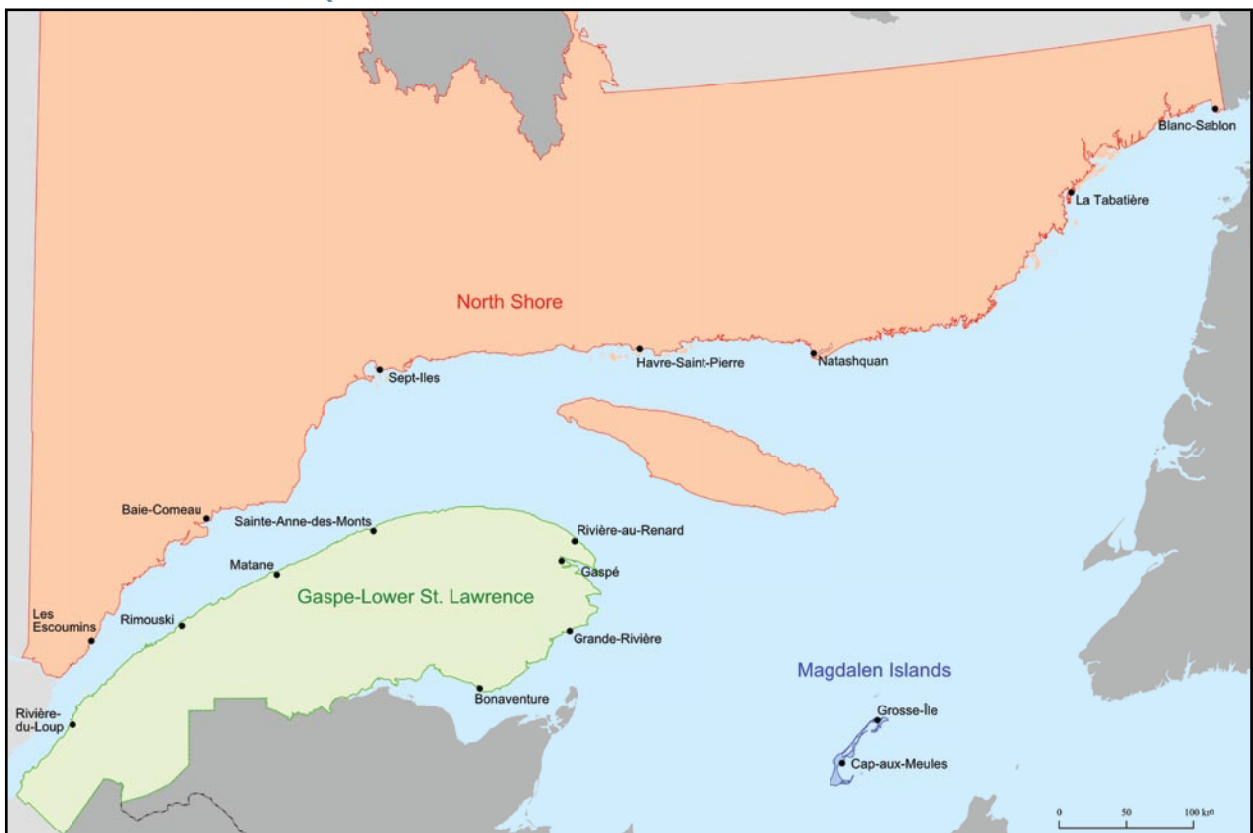 Blanc-Sablon
La Tabatière
North Shore
Havre-Saint-Pierre
Natashquan
Sept-Iles
Baie-Comeau
Sainte-Anne-des-Monts
Rivière-au-Renard
Matane
Gaspé
Gaspe-Lower St. Lawrence
Les
Escoumins
Rimouski
Grande-Rivière
Magdalen Islands
Bonaventure
Rivière-
du-Loup
Grosse-Île
Cap-aux-Meules
0 50 100 km